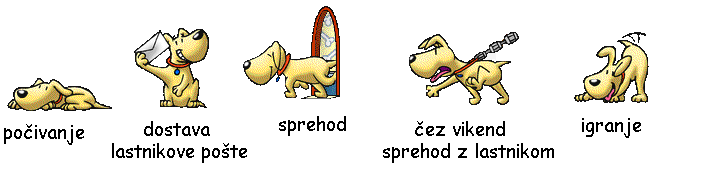 počivanje
dostava
lastnikove pošte
sprehod
čez vikend
sprehod z lastnikom
igranje